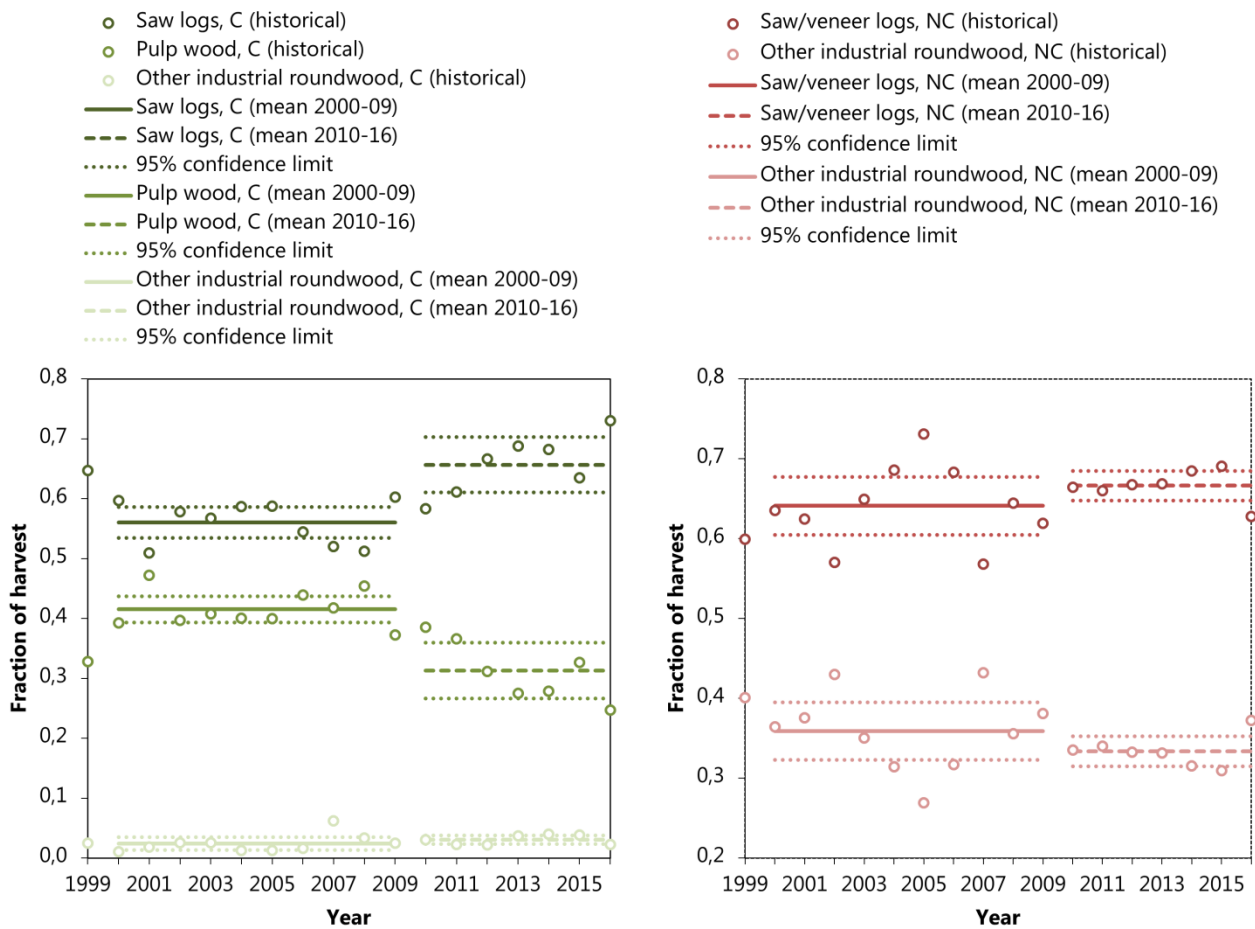 Saw logs, C (historical)
Pulp wood, C (historical)
Other industrial roundwood, C (historical)
Saw logs, C (mean 2000-09)
Saw logs, C (mean 2010-16)
95% confidence limit
Pulp wood, C (mean 2000-09)
Pulp wood, C (mean 2010-16)
95% confidence limit
Other industrial roundwood, C (mean 2000-09)
Other industrial roundwood, C (mean 2010-16)
95% confidence limit
0,8
0,7
0,6
0,5
0,4
0,3
0,2
0,1
0,0
Fraction of harvest
1999 2001 2003 2005 2007 2009 2011 2013 2015
Year
Saw/veneer logs, NC (historical)
Other industrial roundwood, NC (historical)
Saw/veneer logs, NC (mean 2000-09)
Saw/veneer logs, NC (mean 2010-16)
95% confidence limit
Other industrial roundwood, NC (mean 2000-09)
Other industrial roundwood, NC (mean 2010-16)
95% confidence limit
0,8
0,7
0,6
0,5
0,4
0,3
0,2
Fraction of harvest
1999 2001 2003 2005 2007 2009 2011 2013 2015
Year